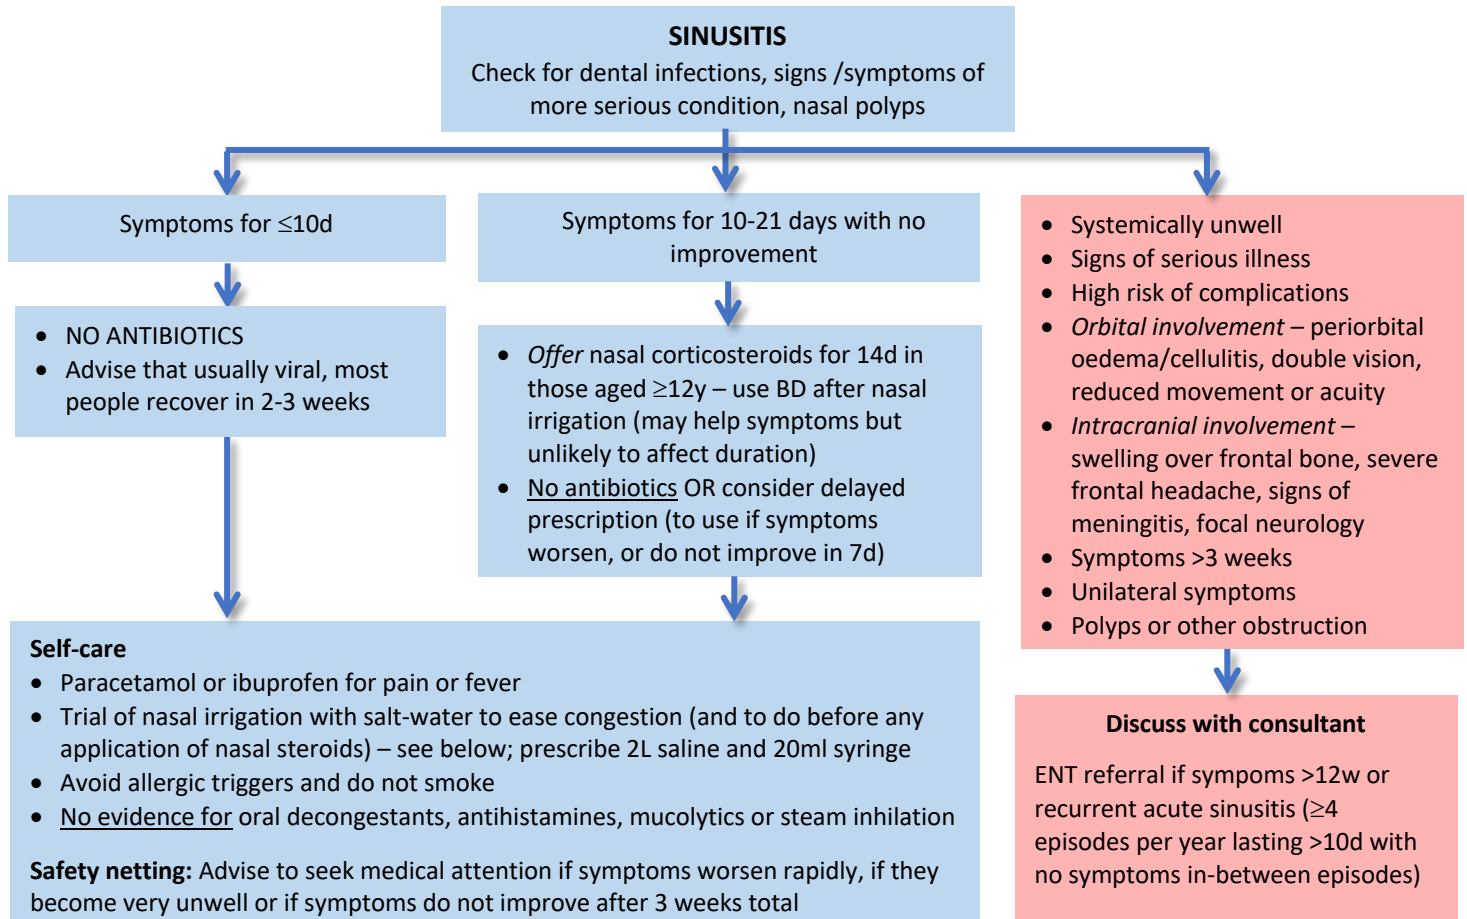 SINUSITIS
Check for dental infections, signs /symptoms of
more serious condition, nasal polyps
Symptoms for ≤10d
• NO ANTIBIOTICS
• Advise that usually viral, most
people recover in 2-3 weeks
Symptoms for 10-21 days with no
improvement
• Offer nasal corticosteroids for 14d in
those aged ≥12y – use BD after nasal
irrigation (may help symptoms but
unlikely to affect duration)
• No antibiotics OR consider delayed
prescription (to use if symptoms
worsen, or do not improve in 7d)
Self-care
• Paracetamol or ibuprofen for pain or fever
• Trial of nasal irrigation with salt-water to ease congestion (and to do before any
application of nasal steroids) – see below; prescribe 2L saline and 20ml syringe
• Avoid allergic triggers and do not smoke
• No evidence for oral decongestants, antihistamines, mucolytics or steam inhilation
Safety netting: Advise to seek medical attention if symptoms worsen rapidly, if they
become very unwell or if symptoms do not improve after 3 weeks total
• Systemically unwell
• Signs of serious illness
• High risk of complications
• Orbital involvement – periorbital
oedema/cellulitis, double vision,
reduced movement or acuity
• Intracranial involvement –
swelling over frontal bone, severe
frontal headache, signs of
meningitis, focal neurology
• Symptoms >3 weeks
• Unilateral symptoms
• Polyps or other obstruction
Discuss with consultant
ENT referral if sympoms >12w or
recurrent acute sinusitis (≥4
episodes per year lasting >10d with
no symptoms in-between episodes)